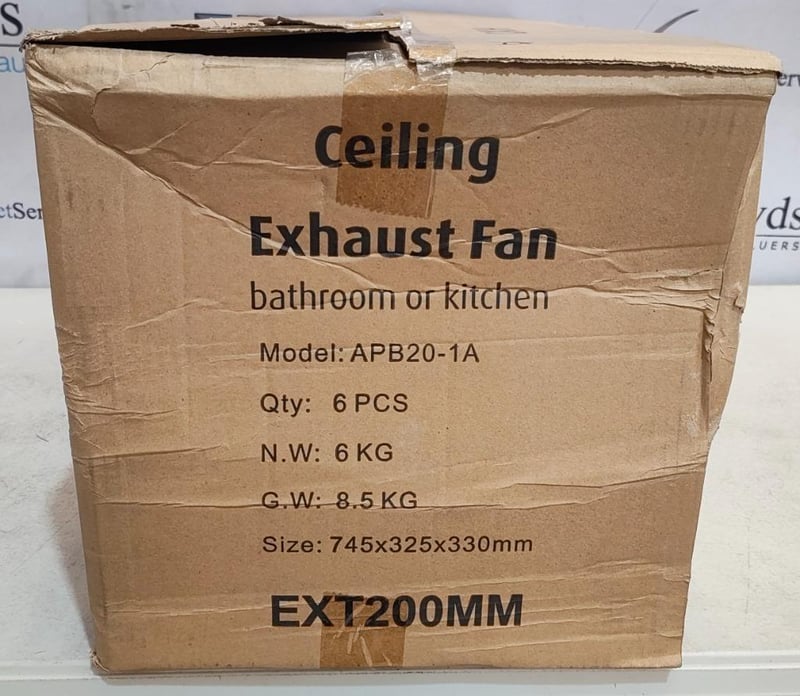 Ceiling
Exhaust Fan
bathroom or kitchen
Model: APB20-1A
Qty: 6 PCS
N.W: 6 KG
G.W: 8.5 KG
Size: 745x325x330mm
EXT200MM